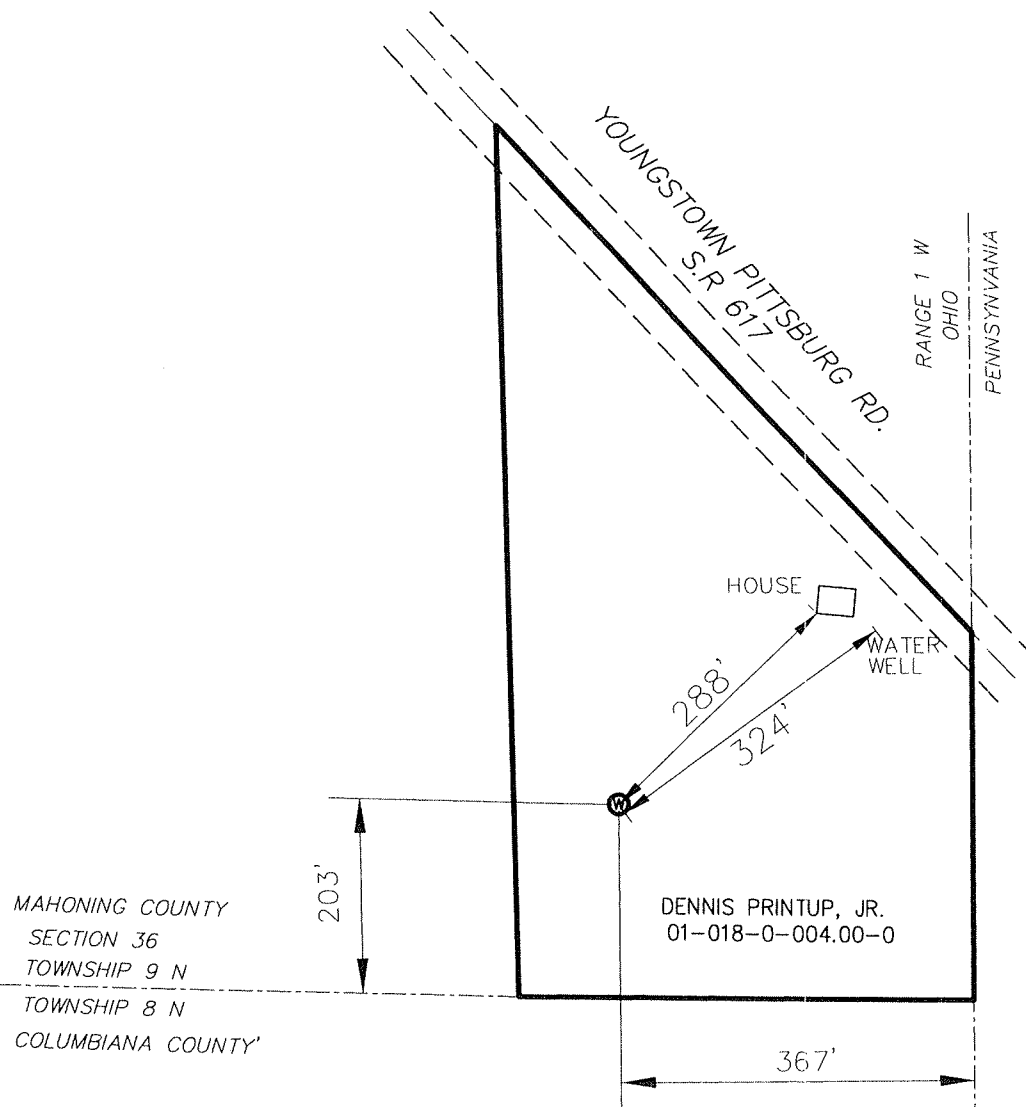 YOUNGSTOWN PITTSBURG RD.
S.R 617
RANGE 1 W
OHIO
PENNSYNVANIA
HOUSE
WATER
WELL
288'
324'
W
203'
MAHONING COUNTY
SECTION 36
TOWNSHIP 9 N
TOWNSHIP 8 N
COLUMBIANA COUNTY'
DENNIS PRINTUP, JR.
01-018-0-004.00-0
367'